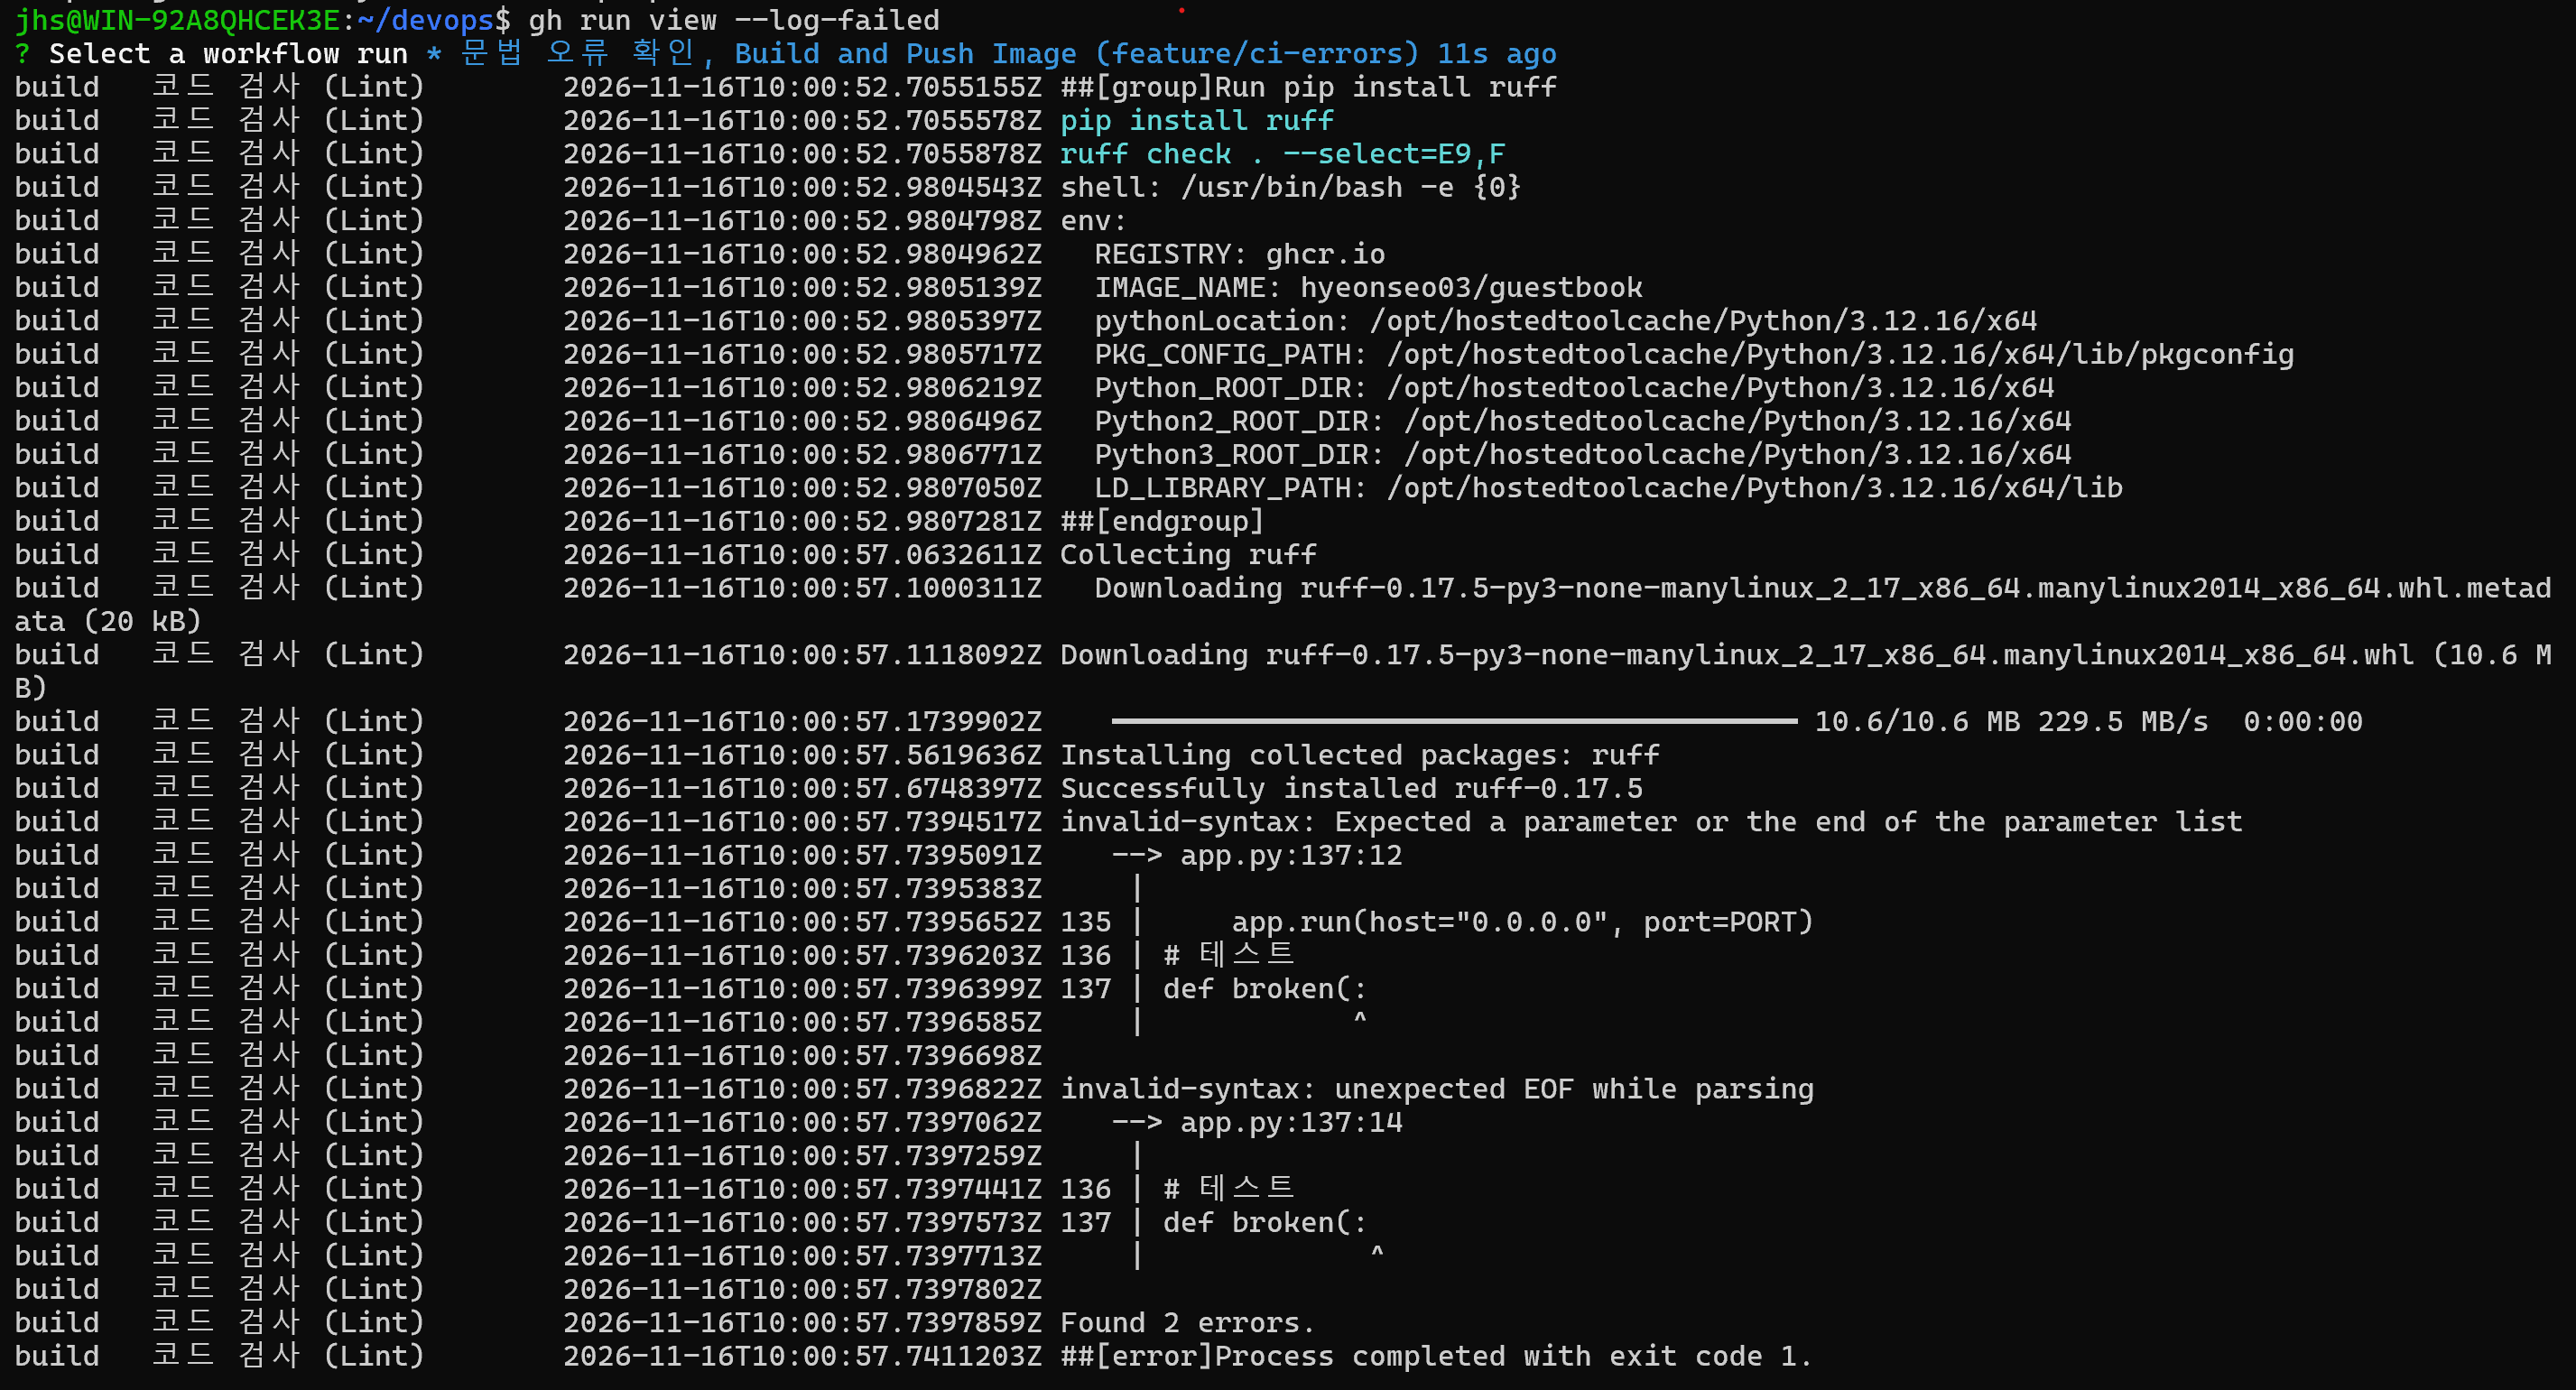 jhs@WIN-92A8QHCEK3E:~/devops$ gh run view --log-failed
? Select a workflow run * 문법 오류 확인, Build and Push Image (feature/ci-errors) 11s ago
build 코드 검사 (Lint) 2026-11-16T10:00:52.7055155Z ##[group]Run pip install ruff
build 코드 검사 (Lint) 2026-11-16T10:00:52.7055578Z pip install ruff
build 코드 검사 (Lint) 2026-11-16T10:00:52.7055878Z ruff check . --select=E9,F
build 코드 검사 (Lint) 2026-11-16T10:00:52.9804543Z shell: /usr/bin/bash -e {0}
build 코드 검사 (Lint) 2026-11-16T10:00:52.9804798Z env:
build 코드 검사 (Lint) 2026-11-16T10:00:52.9804962Z   REGISTRY: ghcr.io
build 코드 검사 (Lint) 2026-11-16T10:00:52.9805139Z   IMAGE_NAME: hyeonseo03/guestbook
build 코드 검사 (Lint) 2026-11-16T10:00:52.9805397Z   pythonLocation: /opt/hostedtoolcache/Python/3.12.16/x64
build 코드 검사 (Lint) 2026-11-16T10:00:52.9805717Z   PKG_CONFIG_PATH: /opt/hostedtoolcache/Python/3.12.16/x64/lib/pkgconfig
build 코드 검사 (Lint) 2026-11-16T10:00:52.9806219Z   Python_ROOT_DIR: /opt/hostedtoolcache/Python/3.12.16/x64
build 코드 검사 (Lint) 2026-11-16T10:00:52.9806496Z   Python2_ROOT_DIR: /opt/hostedtoolcache/Python/3.12.16/x64
build 코드 검사 (Lint) 2026-11-16T10:00:52.9806771Z   Python3_ROOT_DIR: /opt/hostedtoolcache/Python/3.12.16/x64
build 코드 검사 (Lint) 2026-11-16T10:00:52.9807050Z   LD_LIBRARY_PATH: /opt/hostedtoolcache/Python/3.12.16/x64/lib
build 코드 검사 (Lint) 2026-11-16T10:00:52.9807281Z ##[endgroup]
build 코드 검사 (Lint) 2026-11-16T10:00:57.0632611Z Collecting ruff
build 코드 검사 (Lint) 2026-11-16T10:00:57.1000311Z   Downloading ruff-0.17.5-py3-none-manylinux_2_17_x86_64.manylinux2014_x86_64.whl.metad
ata (20 kB)
build 코드 검사 (Lint) 2026-11-16T10:00:57.1118092Z Downloading ruff-0.17.5-py3-none-manylinux_2_17_x86_64.manylinux2014_x86_64.whl (10.6 M
B)
build 코드 검사 (Lint) 2026-11-16T10:00:57.1739902Z    ━━━━━━━━━━━━━━━━━━━━━━━━━━━━━━━━━━━━━━━━ 10.6/10.6 MB 229.5 MB/s  0:00:00
build 코드 검사 (Lint) 2026-11-16T10:00:57.5619636Z Installing collected packages: ruff
build 코드 검사 (Lint) 2026-11-16T10:00:57.6748397Z Successfully installed ruff-0.17.5
build 코드 검사 (Lint) 2026-11-16T10:00:57.7394517Z invalid-syntax: Expected a parameter or the end of the parameter list
build 코드 검사 (Lint) 2026-11-16T10:00:57.7395091Z    --> app.py:137:12
build 코드 검사 (Lint) 2026-11-16T10:00:57.7395383Z     |
build 코드 검사 (Lint) 2026-11-16T10:00:57.7395652Z 135 |     app.run(host="0.0.0.0", port=PORT)
build 코드 검사 (Lint) 2026-11-16T10:00:57.7396203Z 136 | # 테스트
build 코드 검사 (Lint) 2026-11-16T10:00:57.7396399Z 137 | def broken(:
build 코드 검사 (Lint) 2026-11-16T10:00:57.7396585Z     |            ^
build 코드 검사 (Lint) 2026-11-16T10:00:57.7396698Z
build 코드 검사 (Lint) 2026-11-16T10:00:57.7396822Z invalid-syntax: unexpected EOF while parsing
build 코드 검사 (Lint) 2026-11-16T10:00:57.7397062Z    --> app.py:137:14
build 코드 검사 (Lint) 2026-11-16T10:00:57.7397259Z     |
build 코드 검사 (Lint) 2026-11-16T10:00:57.7397441Z 136 | # 테스트
build 코드 검사 (Lint) 2026-11-16T10:00:57.7397573Z 137 | def broken(:
build 코드 검사 (Lint) 2026-11-16T10:00:57.7397713Z     |             ^
build 코드 검사 (Lint) 2026-11-16T10:00:57.7397802Z
build 코드 검사 (Lint) 2026-11-16T10:00:57.7397859Z Found 2 errors.
build 코드 검사 (Lint) 2026-11-16T10:00:57.7411203Z ##[error]Process completed with exit code 1.